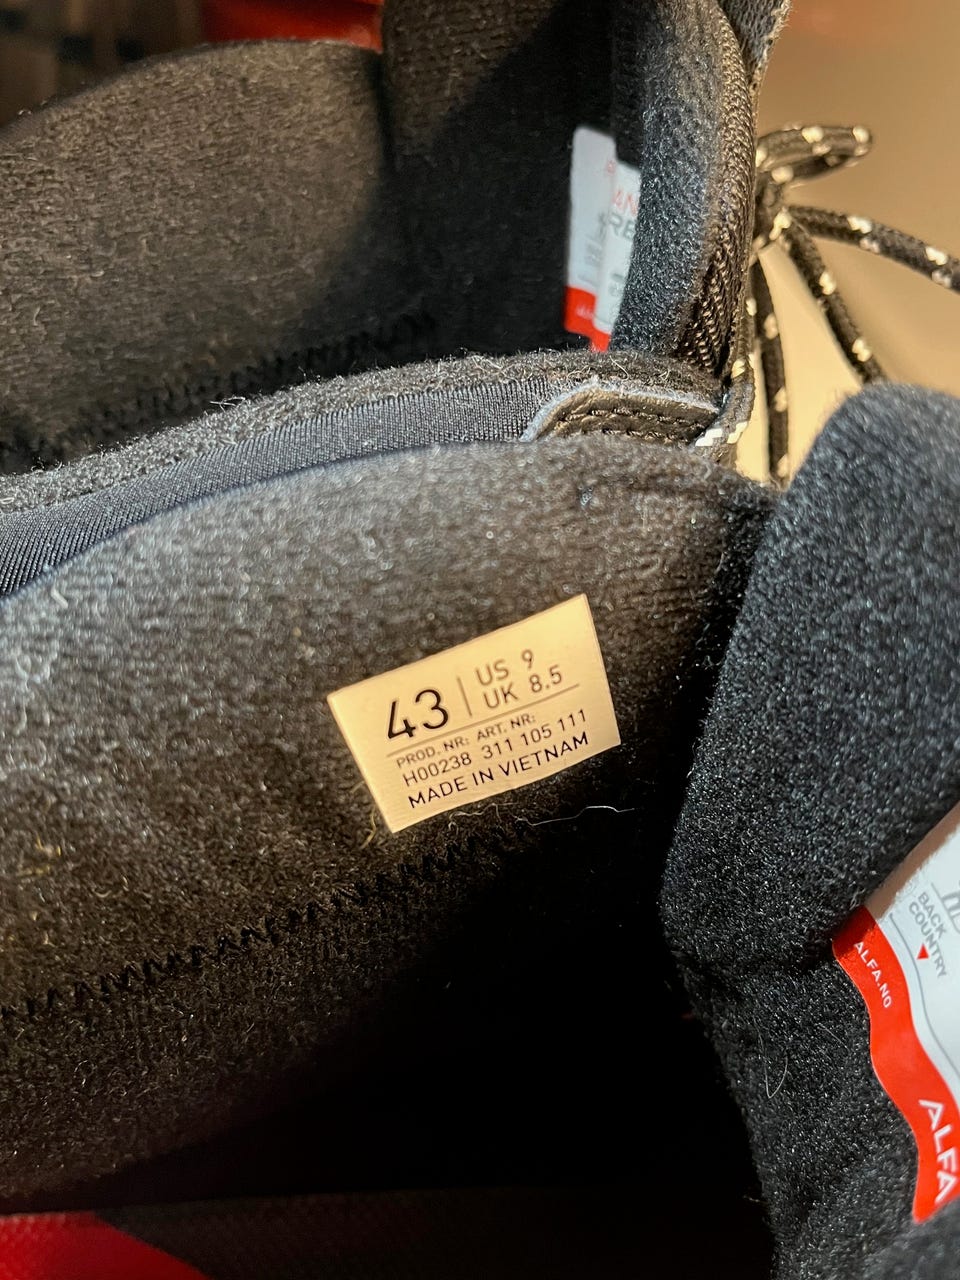 43
US 9
UK 8.5
PROD. NR: ART. NR:
H00238 311 105 111
MADE IN VIETNAM
BACK
COUNTRY
ALFA.NO
ALFA